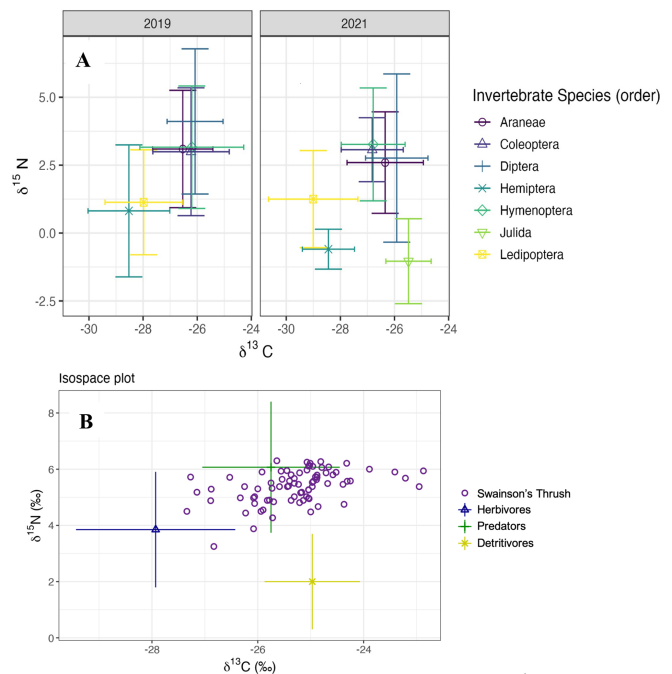 2019 2021
A
5.0
2.5
0.0
-2.5
δ15 N
-30 -28 -26 -24 -30 -28 -26 -24
δ13 C
Invertebrate Species (order)
Araneae
Coleoptera
Diptera
Hemiptera
Hymenoptera
Julida
Ledipoptera
Isospace plot
B
8
6
4
2
0
δ15N (‰)
-28 -26 -24
δ13C (‰)
Swainson's Thrush
Herbivores
Predators
Detritivores